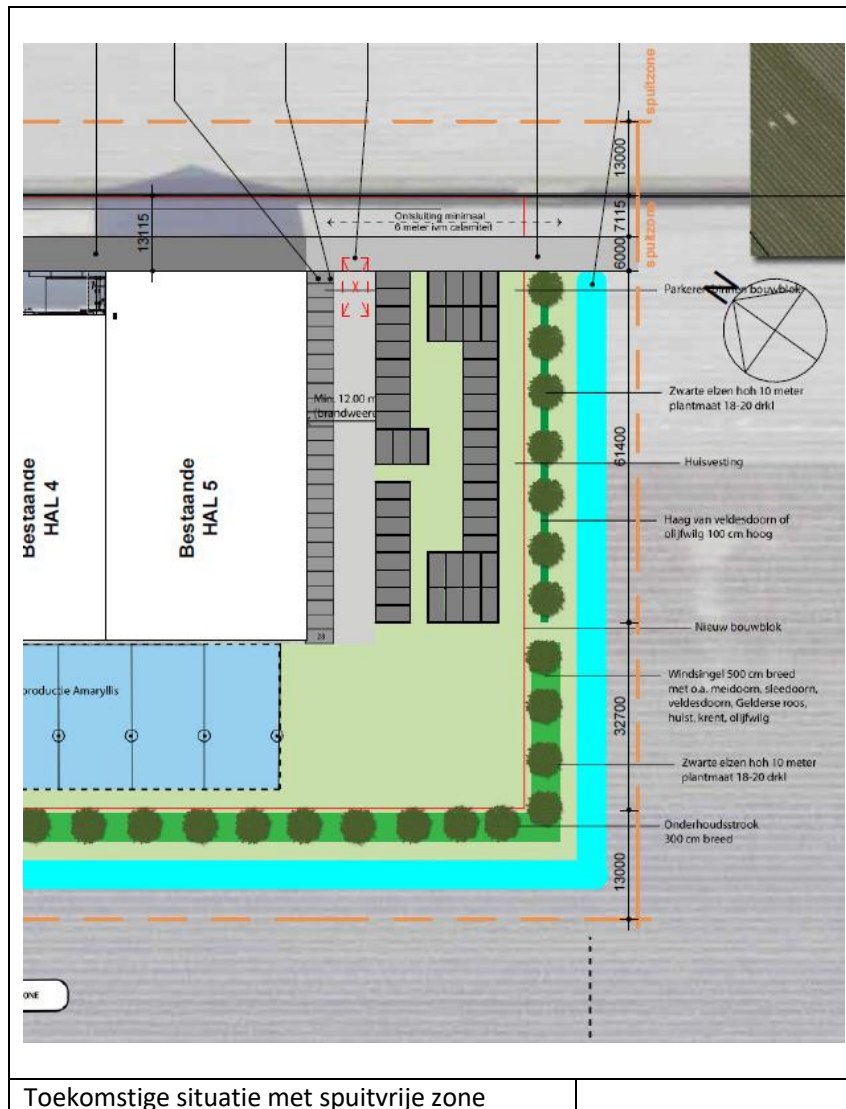 spuitzone
13000
Ontsluiting minimaal
6 meter ivm calamiteit
7115
13115
6000
spuitzone
N
Parkeren binnen bouwblok
Min. 12.00 m
(brandweer
Zwarte elzen hoh 10 meter
plantmaat 18-20 drkl
61400
Huisvesting
Bestaande
HAL 4
Bestaande
HAL 5
Haag van veldesdoorn of
olijfwilg 100 cm hoog
Nieuw bouwblok
28
Windsingel 500 cm breed
met o.a. meidoorn, sleedoorn,
veldesdoorn, Gelderse roos,
hulst, krent, olijfwilg
productie Amaryllis
32700
Zwarte elzen hoh 10 meter
plantmaat 18-20 drkl
Onderhoudsstrook
300 cm breed
13000
ONE
Toekomstige situatie met spuitvrije zone